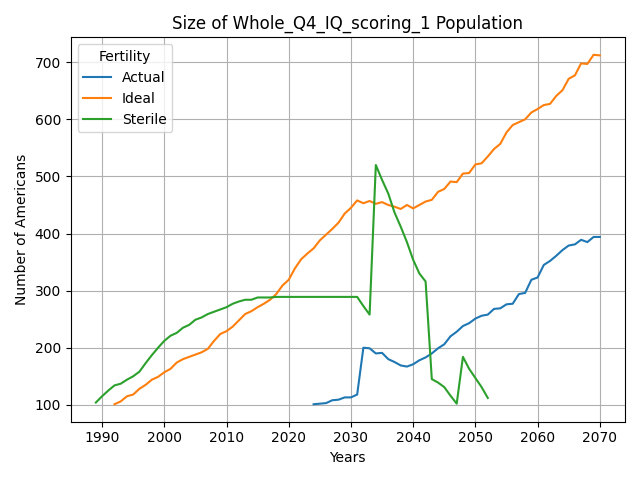 Size of Whole_Q4_IQ_scoring_1 Population
Fertility
Actual
Ideal
Sterile
Number of Americans
700
600
500
400
300
200
100
1990 2000 2010 2020 2030 2040 2050 2060 2070
Years